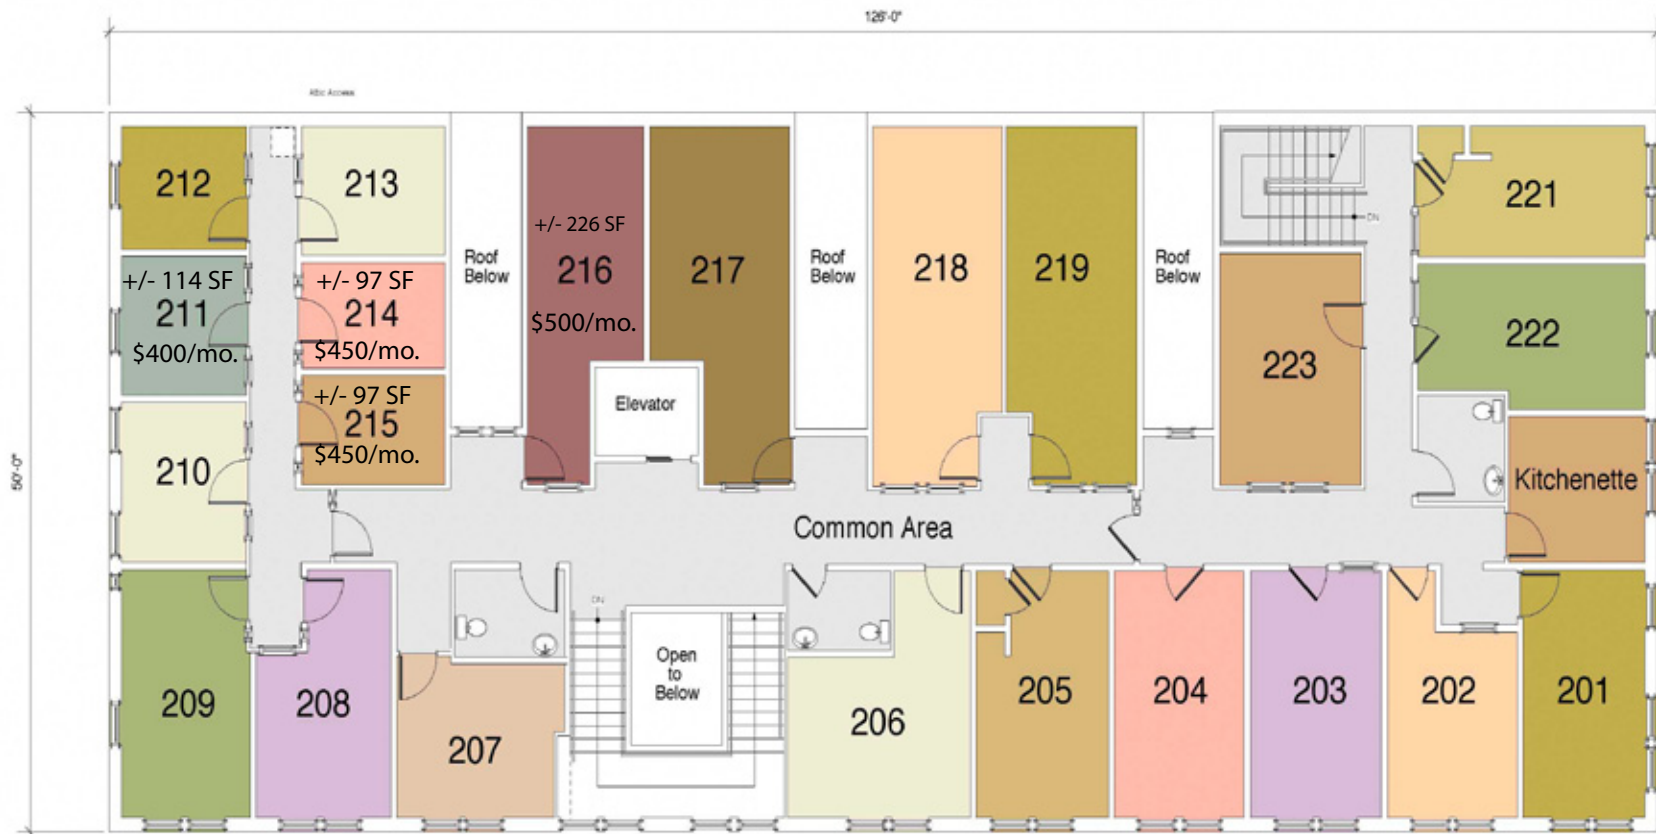 126'-0"
Attic Access
50'-0"
212
213
+/- 226 SF
216
$500/mo.
217
218
219
221
Roof
Below
Roof
Below
Roof
Below
DN
+/- 114 SF
211
$400/mo.
+/- 97 SF
214
$450/mo.
+/- 97 SF
215
$450/mo.
222
223
Elevator
210
Kitchenette
Common Area
DN
Open
to
Below
209
208
207
206
205
204
203
202
201